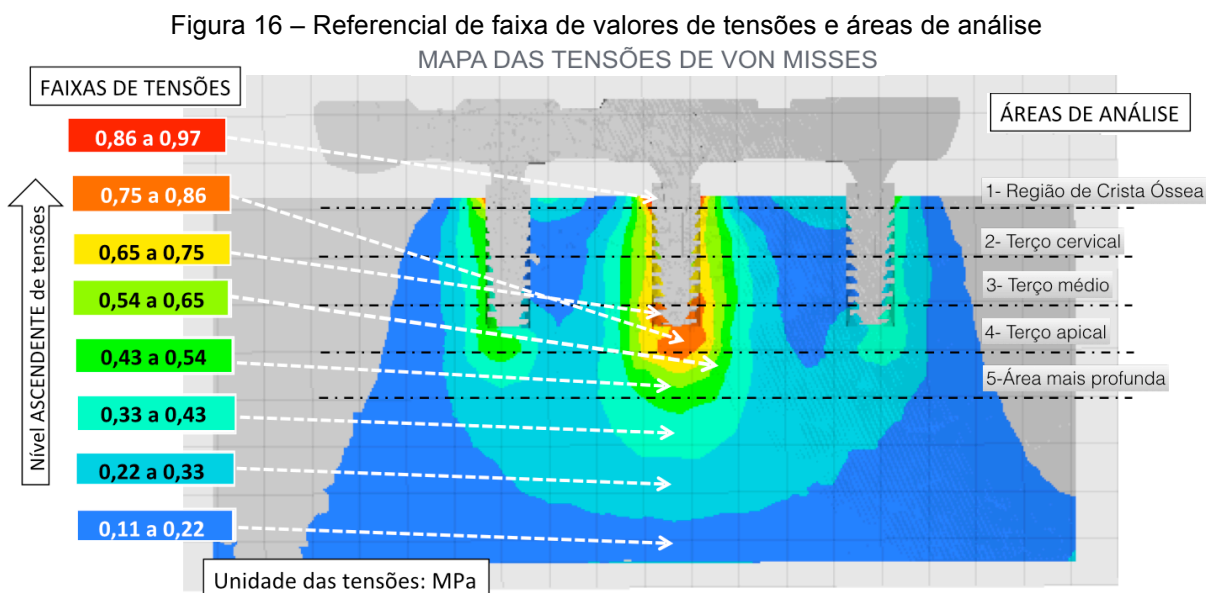 Figura 16 – Referencial de faixa de valores de tensões e áreas de análise
MAPA DAS TENSÕES DE VON MISSES
FAIXAS DE TENSÕES
ÁREAS DE ANÁLISE
0,86 a 0,97
0,75 a 0,86
0,65 a 0,75
0,54 a 0,65
0,43 a 0,54
0,33 a 0,43
0,22 a 0,33
0,11 a 0,22
Nível ASCENDENTE de tensões
1- Região de Crista Óssea
2- Terço cervical
3- Terço médio
4- Terço apical
5-Área mais profunda
Unidade das tensões: MPa